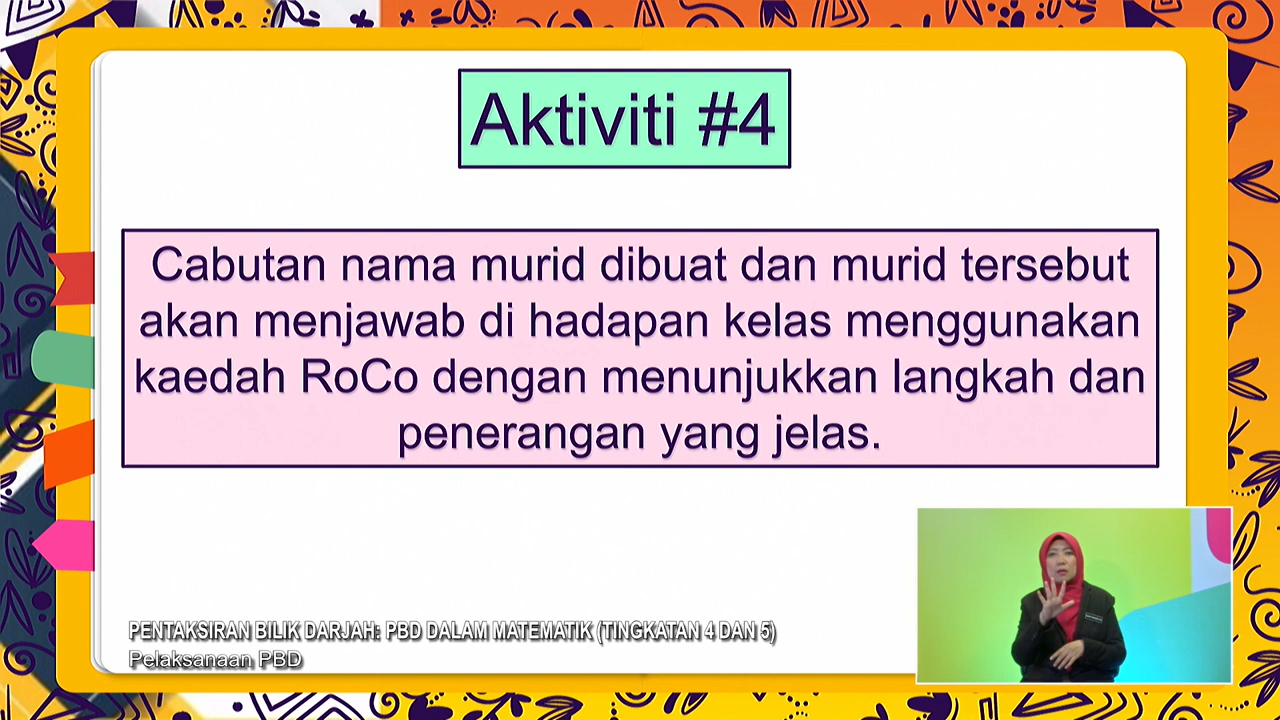 Aktiviti #4
Cabutan nama murid dibuat dan murid tersebut
akan menjawab di hadapan kelas menggunakan
kaedah RoCo dengan menunjukkan langkah dan
penerangan yang jelas.
PENTAKSIRAN BILIK DARJAH: PBD DALAM MATEMATIK (TINGKATAN 4 DAN 5)
Pelaksanaan PBD